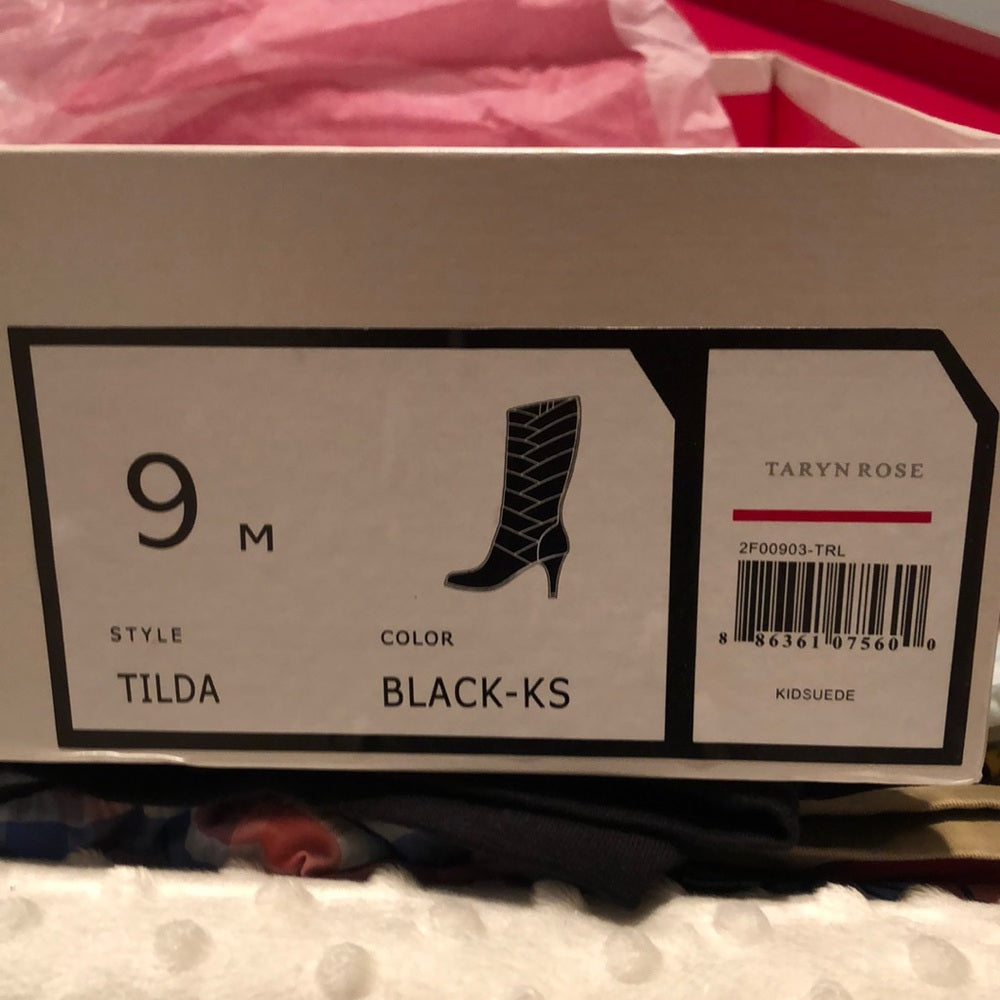 9 M
STYLE
TILDA
COLOR
BLACK-KS
TARYN ROSE
2F00903-TRL
8 86361 07560 0
KIDSUEDE